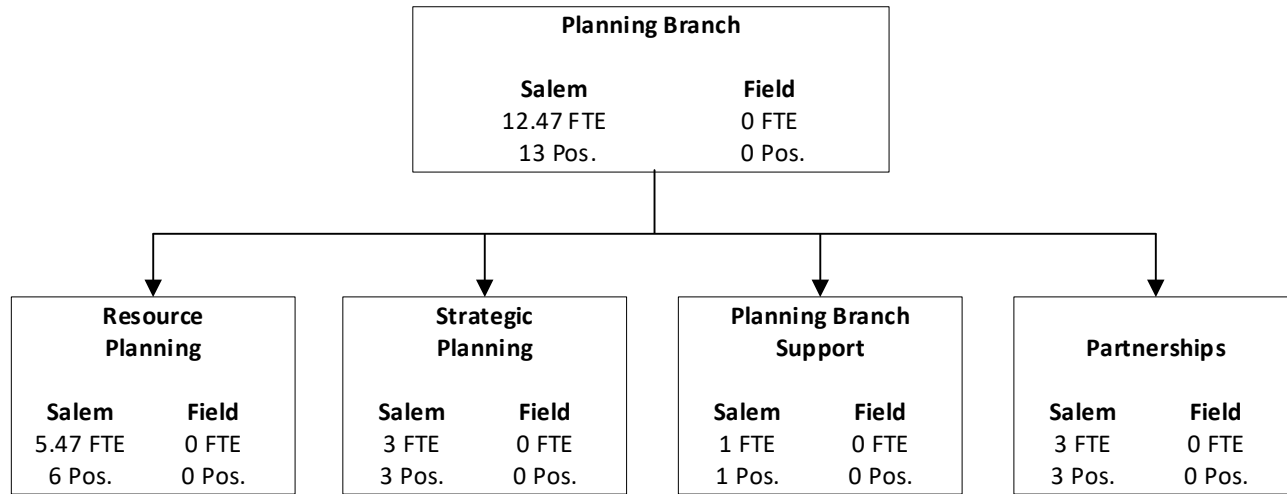 Planning Branch
Salem Field
12.47 FTE 0 FTE
13 Pos. 0 Pos.
Resource
Planning
Salem Field
5.47 FTE 0 FTE
6 Pos. 0 Pos.
Strategic
Planning
Salem Field
3 FTE 0 FTE
3 Pos. 0 Pos.
Planning Branch
Support
Salem Field
1 FTE 0 FTE
1 Pos. 0 Pos.
Partnerships
Salem Field
3 FTE 0 FTE
3 Pos. 0 Pos.